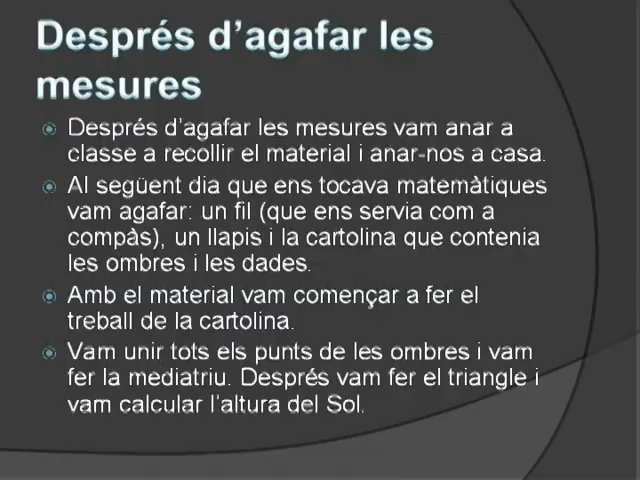 Després d'agafar les
mesures
Després d'agafar les mesures vam anar a
classe a recollir el material i anar-nos a casa.
Al següent dia que ens tocava matemàtiques
vam agafar: un fil (que ens servia com a
compàs), un llapis i la cartolina que contenia
les ombres i les dades.
Amb el material vam començar a fer el
treball de la cartolina.
Vam unir tots els punts de les ombres i vam
fer la mediatriu. Després vam fer el triangle i
vam calcular l'altura del Sol.